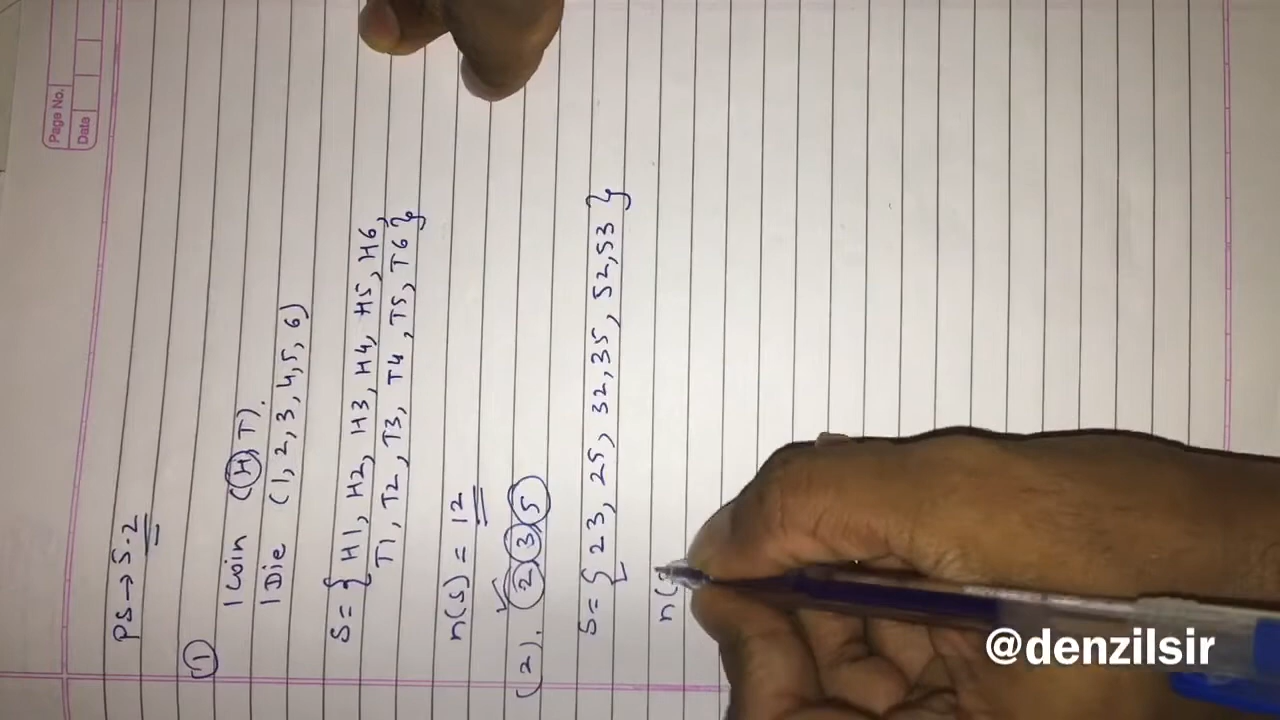 Page No.
Date
PS → 5.2
(1) 1 Coin (H, T).
1 Die (1, 2, 3, 4, 5, 6)
S = { H1, H2, H3, H4, H5, H6,
T1, T2, T3, T4, T5, T6 }
n(S) = 12
(2). 2 3 5
S = { 23, 25, 32, 35, 52, 53 }
n(
@denzilsir